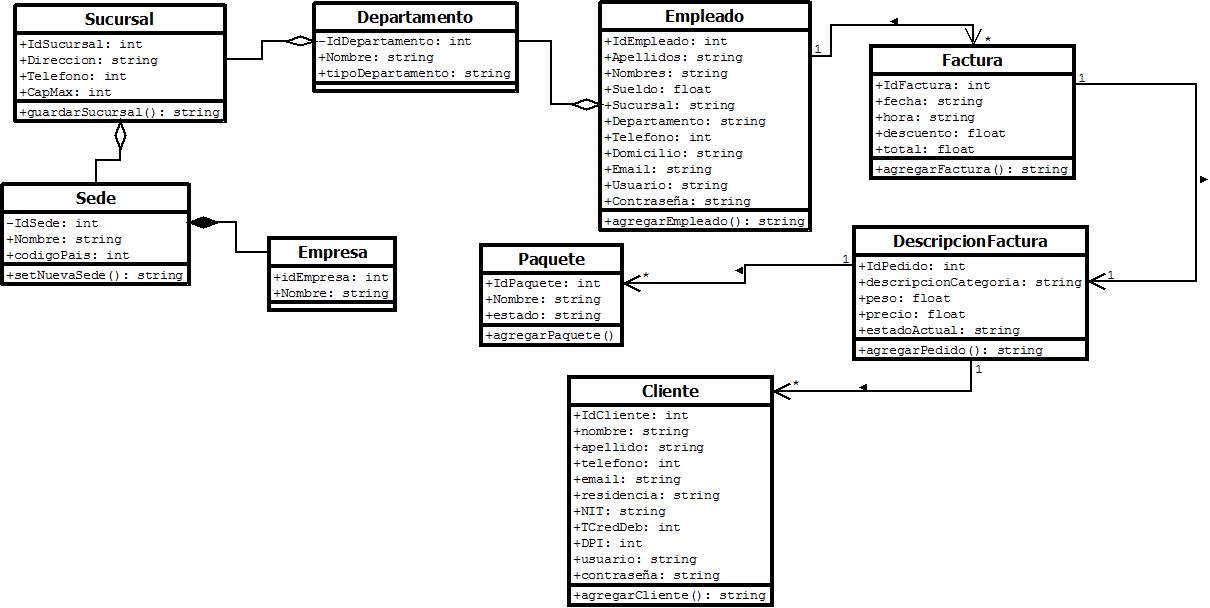 Sucursal
+IdSucursal: int
+Direccion: string
+Telefono: int
+CapMax: int
+guardarSucursal(): string
Departamento
-IdDepartamento: int
+Nombre: string
+tipoDepartamento: string
Empleado
+IdEmpleado: int
+Apellidos: string
+Nombres: string
+Sueldo: float
+Sucursal: string
+Departamento: string
+Telefono: int
+Domicilio: string
+Email: string
+Usuario: string
+Contraseña: string
+agregarEmpleado(): string
1
*
Factura
+IdFactura: int
+fecha: string
+hora: string
+descuento: float
+total: float
+agregarFactura(): string
1
1
Sede
-IdSede: int
+Nombre: string
+codigoPais: int
+setNuevaSede(): string
Empresa
+idEmpresa: int
+Nombre: string
Paquete
+IdPaquete: int
+Nombre: string
+estado: string
+agregarPaquete()
*
1
DescripcionFactura
+IdPedido: int
+descripcionCategoria: string
+peso: float
+precio: float
+estadoActual: string
+agregarPedido(): string
1
*
Cliente
+IdCliente: int
+nombre: string
+apellido: string
+telefono: int
+email: string
+residencia: string
+NIT: string
+TCredDeb: int
+DPI: int
+usuario: string
+contraseña: string
+agregarCliente(): string